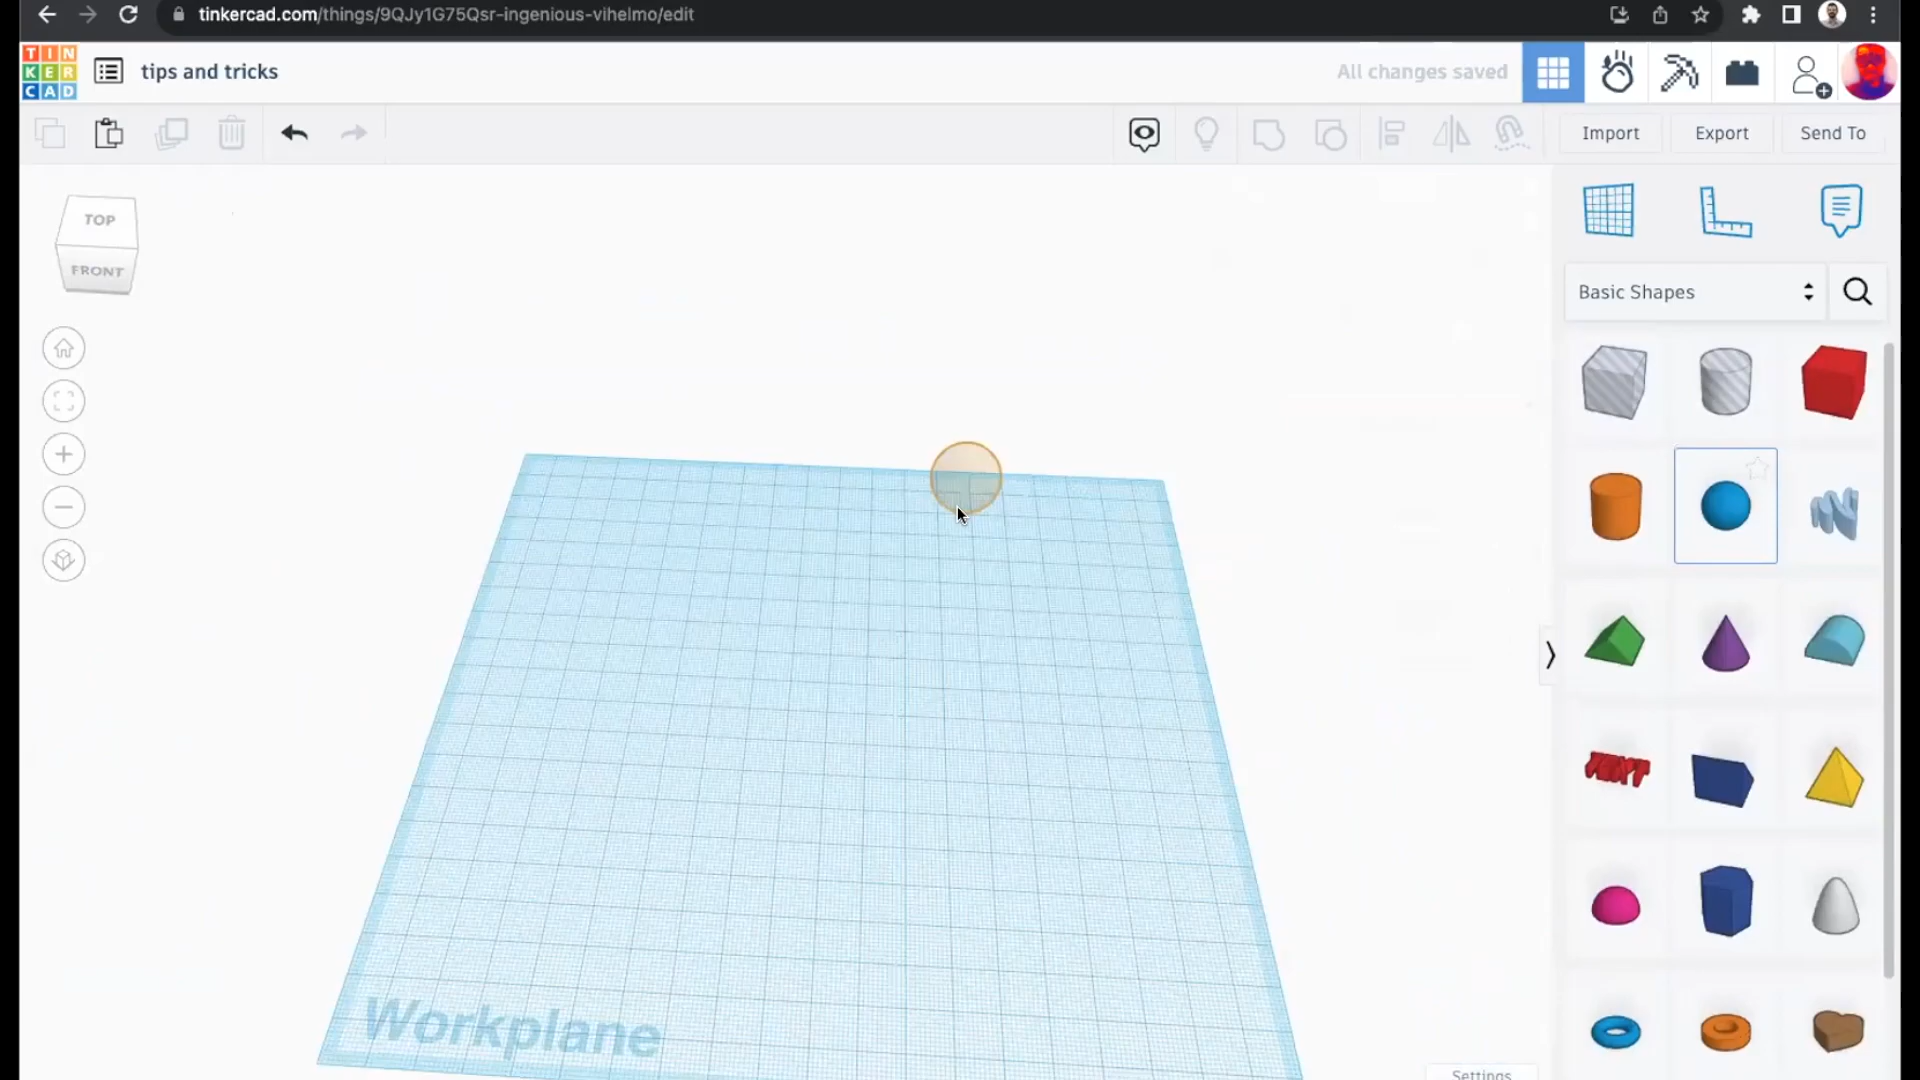 tinkercad.com/things/9QJy1G75Qsr-ingenious-vihelmo/edit
TIN
KER
CAD
tips and tricks
All changes saved
Import
Export
Send To
TOP
FRONT
Basic Shapes
TEXT
Workplane
Settings